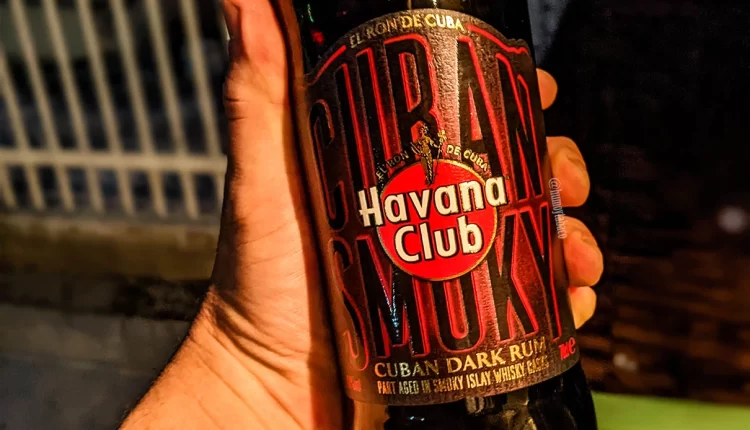 EL RON DE CUBA
CUBAN
EL RON DE CUBA
Havana
Club
SMOKY
CUBAN DARK RUM
PART AGED IN SMOKY ISLAY WHISKY CASKS